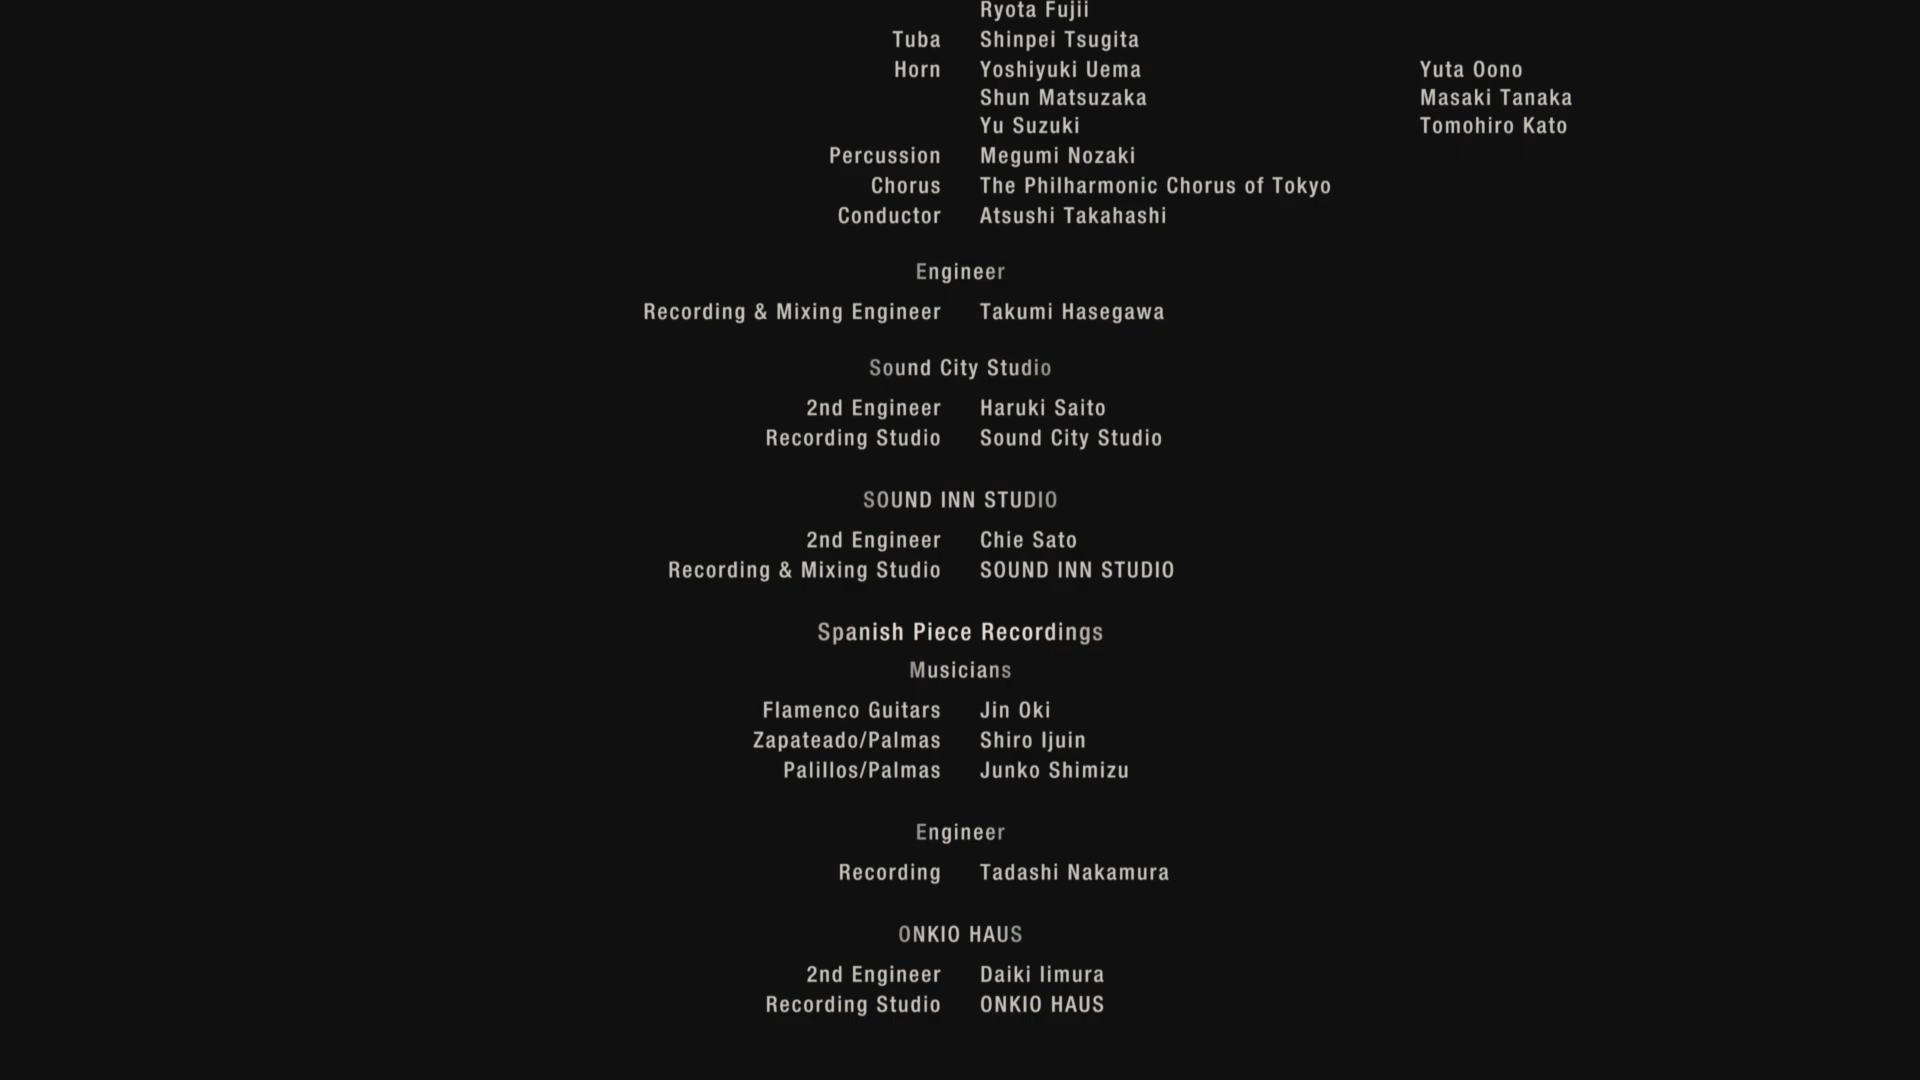 Ryota Fujii
Tuba Shinpei Tsugita
Horn Yoshiyuki Uema Yuta Oono
Shun Matsuzaka Masaki Tanaka
Yu Suzuki Tomohiro Kato
Percussion Megumi Nozaki
Chorus The Philharmonic Chorus of Tokyo
Conductor Atsushi Takahashi
Engineer
Recording & Mixing Engineer Takumi Hasegawa
Sound City Studio
2nd Engineer Haruki Saito
Recording Studio Sound City Studio
SOUND INN STUDIO
2nd Engineer Chie Sato
Recording & Mixing Studio SOUND INN STUDIO
Spanish Piece Recordings
Musicians
Flamenco Guitars Jin Oki
Zapateado/Palmas Shiro Ijuin
Palillos/Palmas Junko Shimizu
Engineer
Recording Tadashi Nakamura
ONKIO HAUS
2nd Engineer Daiki Iimura
Recording Studio ONKIO HAUS